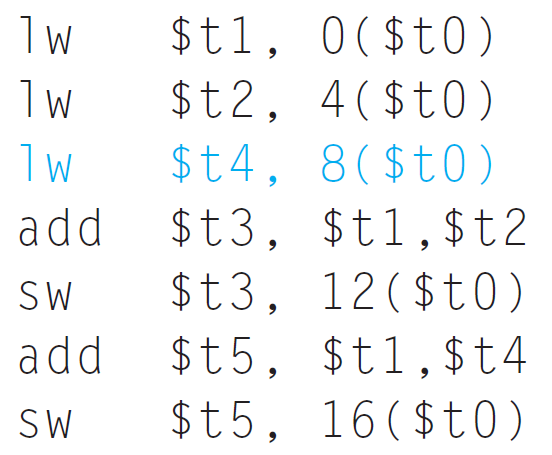 lw $t1, 0($t0)
lw $t2, 4($t0)
lw $t4, 8($t0)
add $t3, $t1,$t2
sw $t3, 12($t0)
add $t5, $t1,$t4
sw $t5, 16($t0)